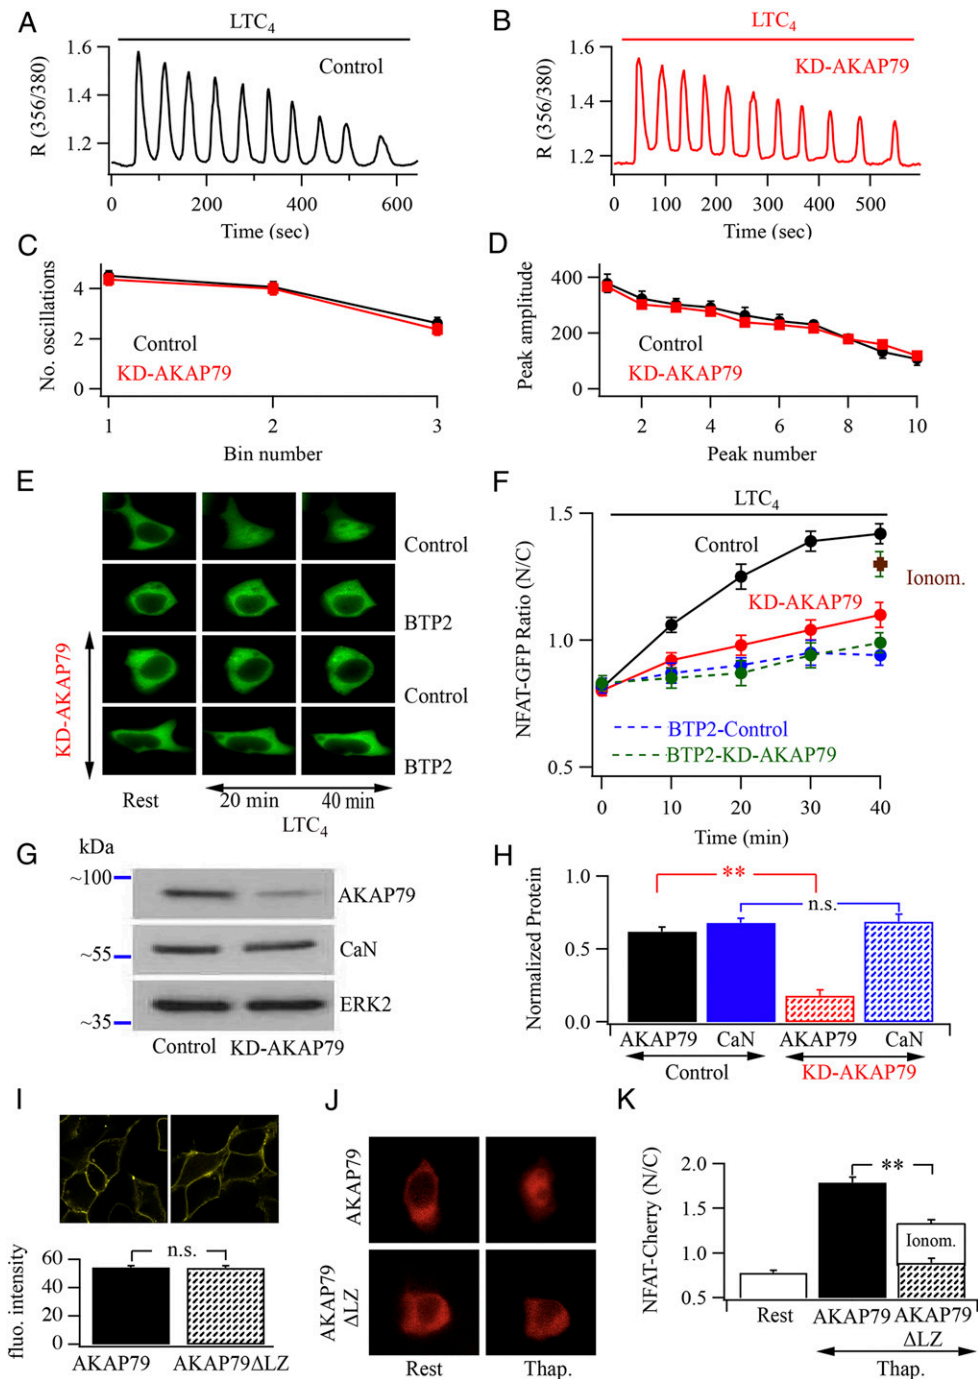 A
LTC4
Control
R (356/380)
1.6
1.4
1.2
0 200 400 600
Time (sec)
B
LTC4
KD-AKAP79
R (356/380)
1.6
1.4
1.2
0 100 200 300 400 500
Time (sec)
C
No. oscillations
4
2
0
Control
KD-AKAP79
1 2 3
Bin number
D
Peak amplitude
400
200
0
Control
KD-AKAP79
2 4 6 8 10
Peak number
E
Control
BTP2
KD-AKAP79
Control
BTP2
Rest
20 min 40 min
LTC4
F
LTC4
NFAT-GFP Ratio (N/C)
1.5
1.0
0.5
Control
Ionom.
KD-AKAP79
BTP2-Control
BTP2-KD-AKAP79
0 10 20 30 40
Time (min)
G
kDa
~100
~55
~35
AKAP79
CaN
ERK2
Control KD-AKAP79
H
Normalized Protein
1.0
0.5
0.0
**
n.s.
AKAP79 CaN AKAP79 CaN
Control KD-AKAP79
I
fluo. intensity
60
40
20
0
n.s.
AKAP79 AKAP79ΔLZ
J
AKAP79
AKAP79
ΔLZ
Rest Thap.
K
NFAT-Cherry (N/C)
2.0
1.5
1.0
0.5
**
Ionom.
Rest AKAP79 AKAP79
ΔLZ
Thap.